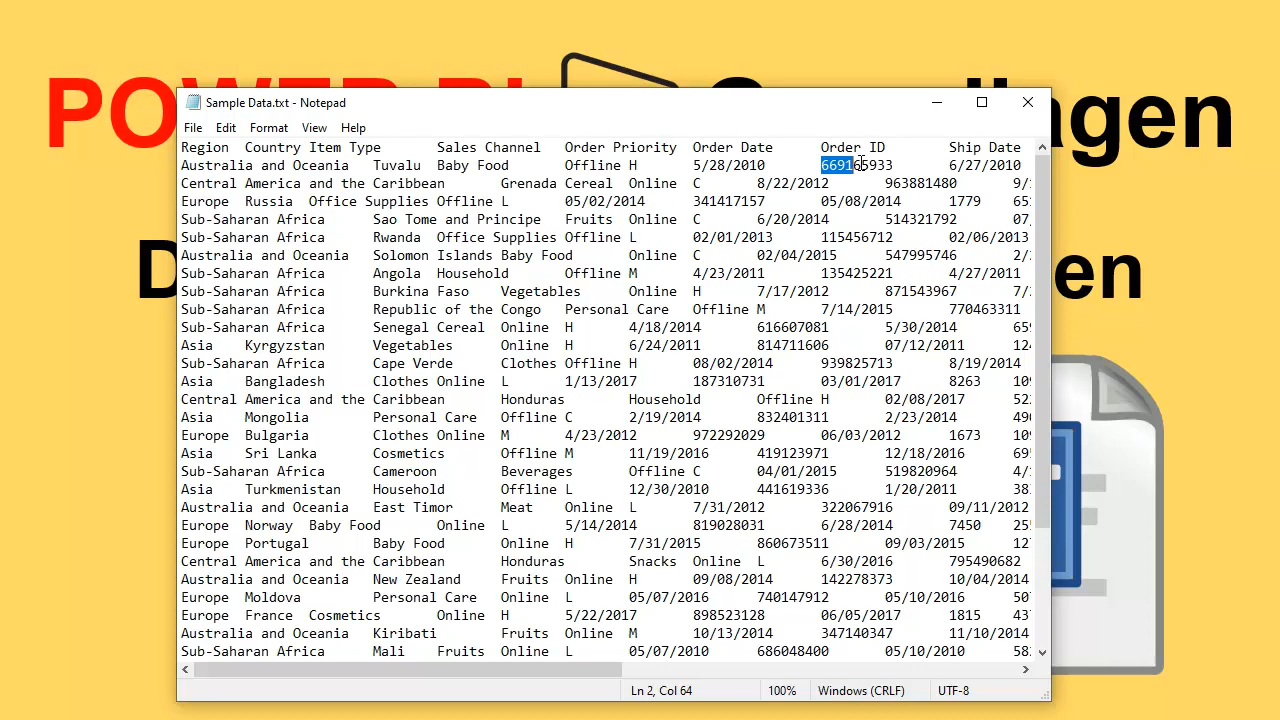 Sample Data.txt - Notepad
File Edit Format View Help
Region Country Item Type Sales Channel Order Priority Order Date Order ID Ship Date
Australia and Oceania Tuvalu Baby Food Offline H 5/28/2010 669165933 6/27/2010
Central America and the Caribbean Grenada Cereal Online C 8/22/2012 963881480 9/
Europe Russia Office Supplies Offline L 05/02/2014 341417157 05/08/2014 1779 65
Sub-Saharan Africa Sao Tome and Principe Fruits Online C 6/20/2014 514321792 07
Sub-Saharan Africa Rwanda Office Supplies Offline L 02/01/2013 115456712 02/06/2013
Australia and Oceania Solomon Islands Baby Food Online C 02/04/2015 547995746 2/
Sub-Saharan Africa Angola Household Offline M 4/23/2011 135425221 4/27/2011
Sub-Saharan Africa Burkina Faso Vegetables Online H 7/17/2012 871543967 7/
Sub-Saharan Africa Republic of the Congo Personal Care Offline M 7/14/2015 770463311
Sub-Saharan Africa Senegal Cereal Online H 4/18/2014 616607081 5/30/2014 65
Asia Kyrgyzstan Vegetables Online H 6/24/2011 814711606 07/12/2011 12
Sub-Saharan Africa Cape Verde Clothes Offline H 08/02/2014 939825713 8/19/2014
Asia Bangladesh Clothes Online L 1/13/2017 187310731 03/01/2017 8263 10
Central America and the Caribbean Honduras Household Offline H 02/08/2017 52
Asia Mongolia Personal Care Offline C 2/19/2014 832401311 2/23/2014 49
Europe Bulgaria Clothes Online M 4/23/2012 972292029 06/03/2012 1673 10
Asia Sri Lanka Cosmetics Offline M 11/19/2016 419123971 12/18/2016 69
Sub-Saharan Africa Cameroon Beverages Offline C 04/01/2015 519820964 4/
Asia Turkmenistan Household Offline L 12/30/2010 441619336 1/20/2011 38
Australia and Oceania East Timor Meat Online L 7/31/2012 322067916 09/11/2012
Europe Norway Baby Food Online L 5/14/2014 819028031 6/28/2014 7450 25
Europe Portugal Baby Food Online H 7/31/2015 860673511 09/03/2015 12
Central America and the Caribbean Honduras Snacks Online L 6/30/2016 795490682
Australia and Oceania New Zealand Fruits Online H 09/08/2014 142278373 10/04/2014
Europe Moldova Personal Care Online L 05/07/2016 740147912 05/10/2016 50
Europe France Cosmetics Online H 5/22/2017 898523128 06/05/2017 1815 43
Australia and Oceania Kiribati Fruits Online M 10/13/2014 347140347 11/10/2014
Sub-Saharan Africa Mali Fruits Online L 05/07/2010 686048400 05/10/2010 58
Ln 2, Col 64 100% Windows (CRLF) UTF-8